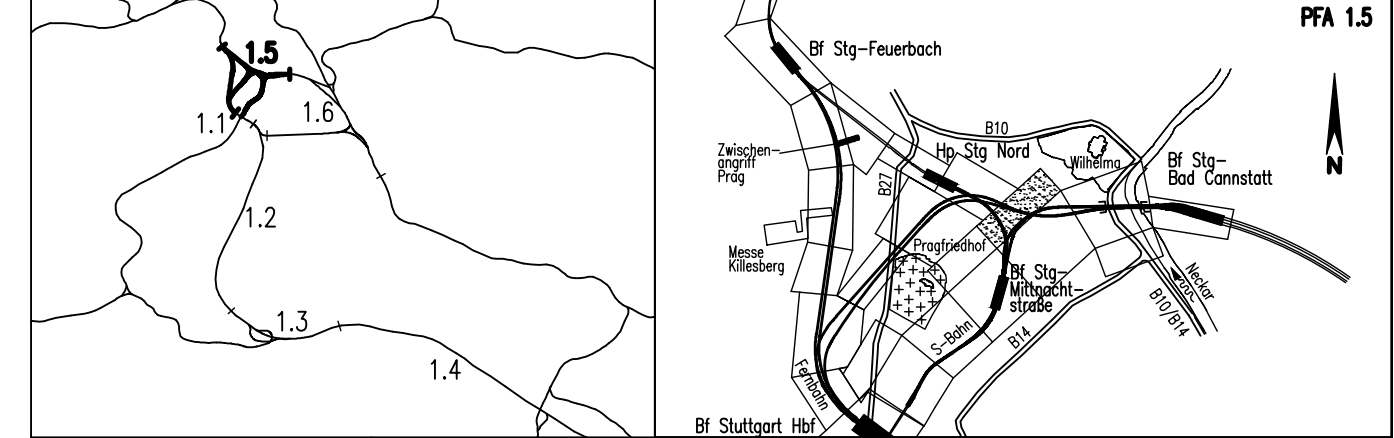 1.5
1.6
1.1
1.2
1.3
1.4
PFA 1.5
Bf Stg-Feuerbach
B10
Zwischen-
angriff
Prag
Hp Stg Nord
Wilhelma
Bf Stg-
Bad Cannstatt
N
B27
Messe
Killesberg
Pragfriedhof
Bf Stg-
Mittnacht-
straße
Neckar
B10/B14
S-Bahn
B14
Fernbahn
Bf Stuttgart Hbf